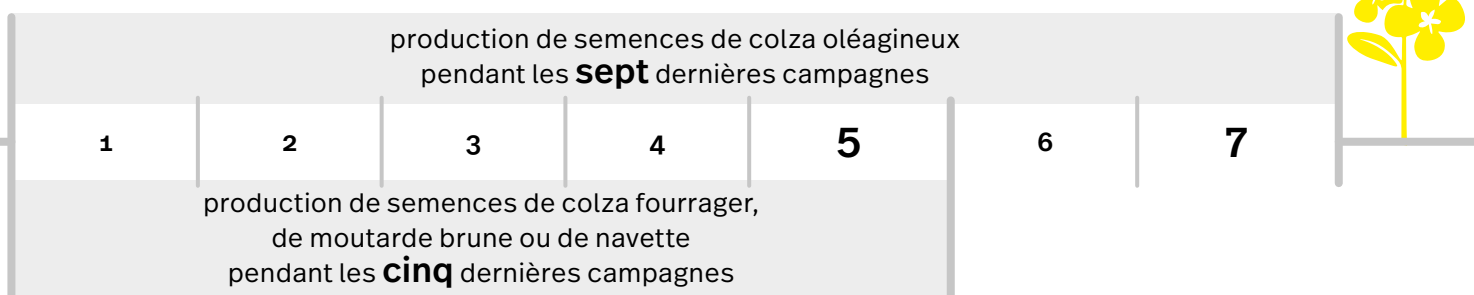 production de semences de colza oléagineux
pendant les sept dernières campagnes
1 2 3 4 5 6 7
production de semences de colza fourrager,
de moutarde brune ou de navette
pendant les cinq dernières campagnes